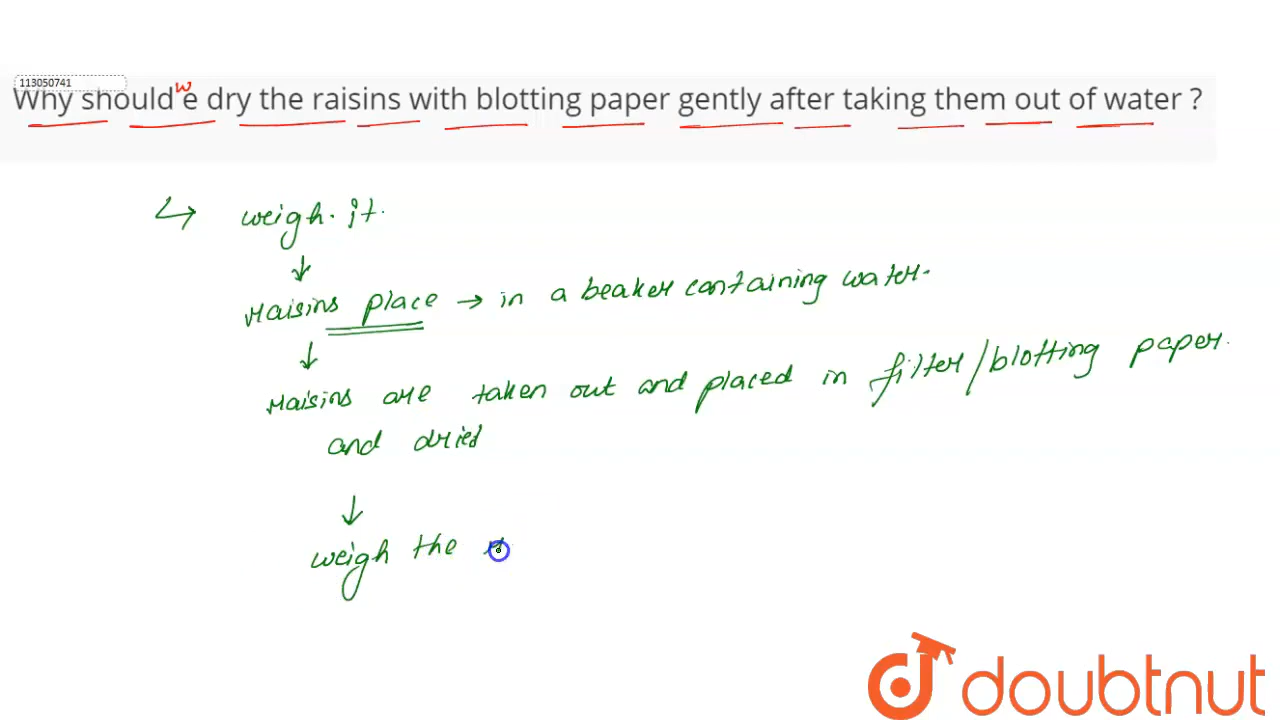 113050741
Why should we dry the raisins with blotting paper gently after taking them out of water ?
↳ weigh. it.
↓
raisins place → in a beaker containing water.
↓
raisins are taken out and placed in filter/blotting paper.
and dried
↓
weigh the
doubtnut